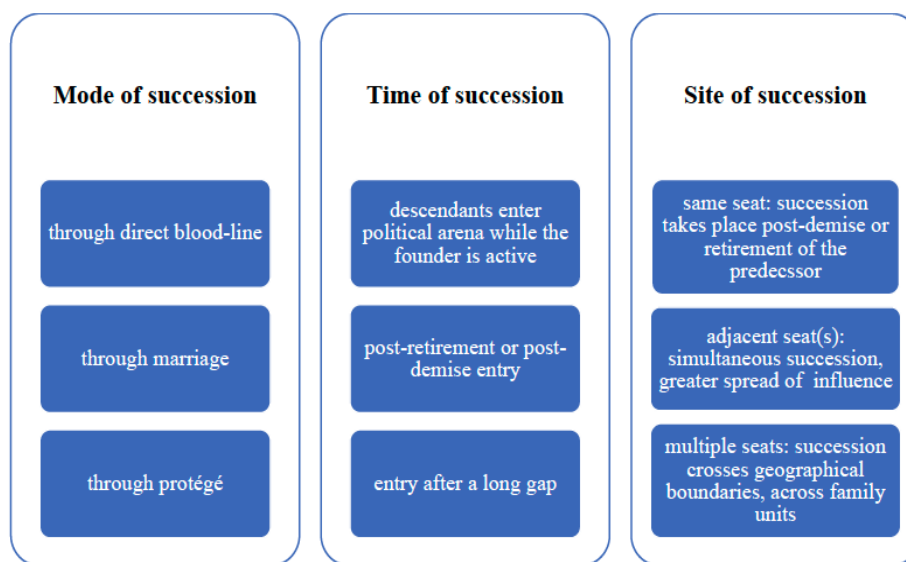 Mode of succession
through direct blood-line
through marriage
through protégé
Time of succession
descendants enter
political arena while the
founder is active
post-retirement or post-
demise entry
entry after a long gap
Site of succession
same seat: succession
takes place post-demise or
retirement of the
predecssor
adjacent seat(s):
simultaneous succession,
greater spread of influence
multiple seats: succession
crosses geographical
boundaries, across family
units